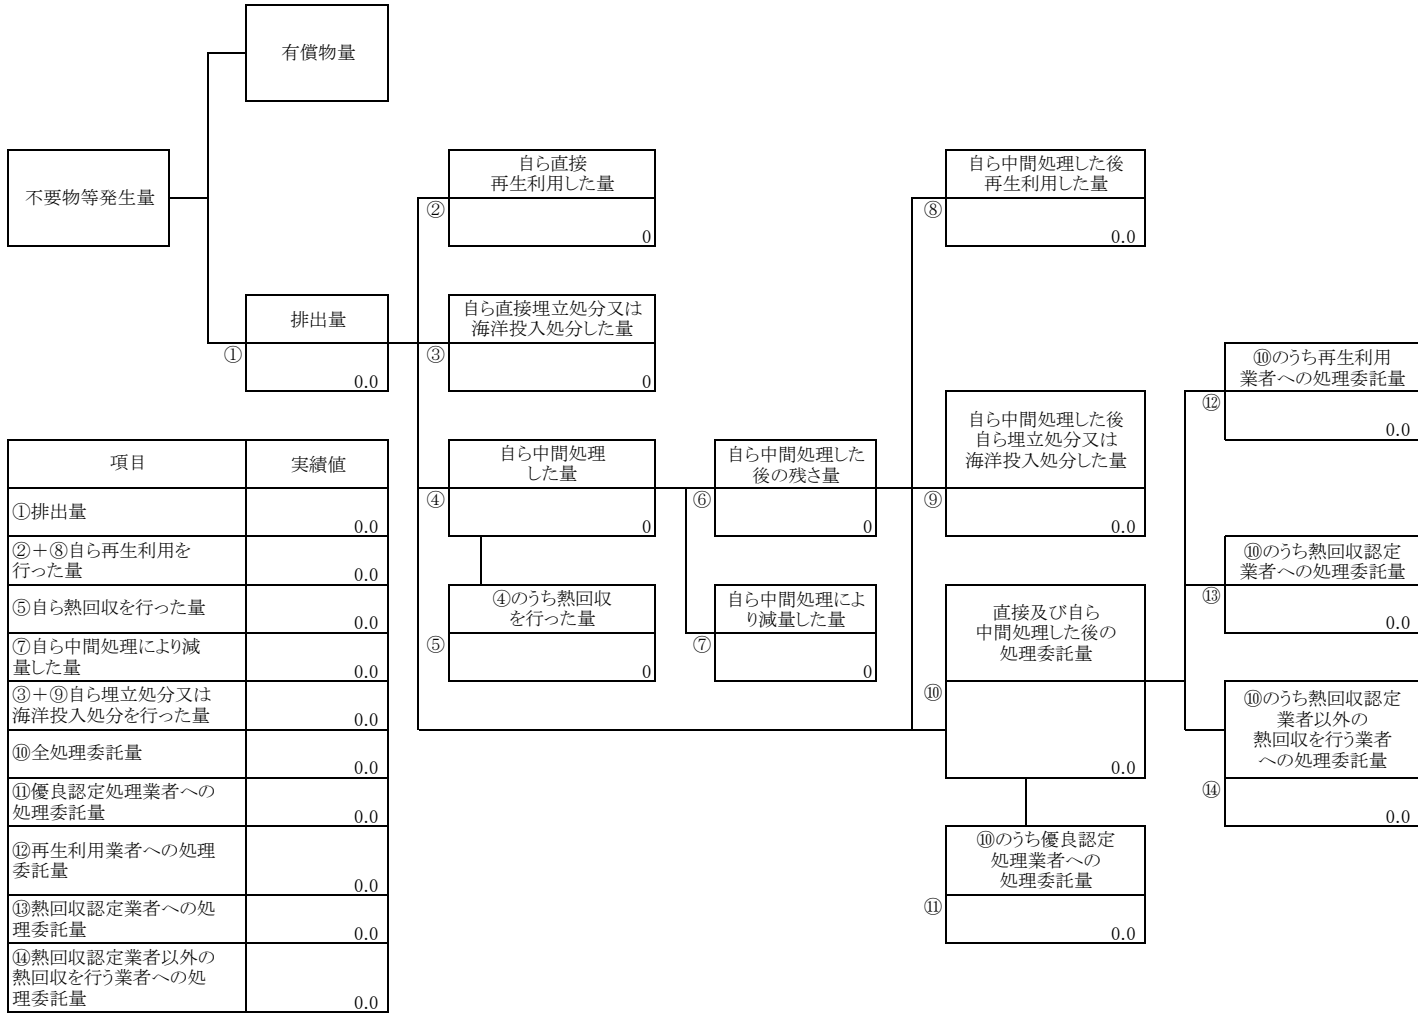 有償物量
不要物等発生量
排出量
①
0.0
自ら直接
再生利用した量
②
0
自ら直接埋立処分又は
海洋投入処分した量
③
0
自ら中間処理
した量
④
0
④のうち熱回収
を行った量
⑤
0
自ら中間処理した
後の残さ量
⑥
0
自ら中間処理によ
り減量した量
⑦
0
自ら中間処理した後
再生利用した量
⑧
0.0
自ら中間処理した後
自ら埋立処分又は
海洋投入処分した量
⑨
0.0
直接及び自ら
中間処理した後の
処理委託量
⑩
0.0
⑩のうち優良認定
処理業者への
処理委託量
⑪
0.0
⑩のうち再生利用
業者への処理委託量
⑫
0.0
⑩のうち熱回収認定
業者への処理委託量
⑬
0.0
⑩のうち熱回収認定
業者以外の
熱回収を行う業者
への処理委託量
⑭
0.0
項目
実績値
①排出量
0.0
②+⑧自ら再生利用を
行った量
0.0
⑤自ら熱回収を行った量
0.0
⑦自ら中間処理により減
量した量
0.0
③+⑨自ら埋立処分又は
海洋投入処分を行った量
0.0
⑩全処理委託量
0.0
⑪優良認定処理業者への
処理委託量
0.0
⑫再生利用業者への処理
委託量
0.0
⑬熱回収認定業者への処
理委託量
0.0
⑭熱回収認定業者以外の
熱回収を行う業者への処
理委託量
0.0